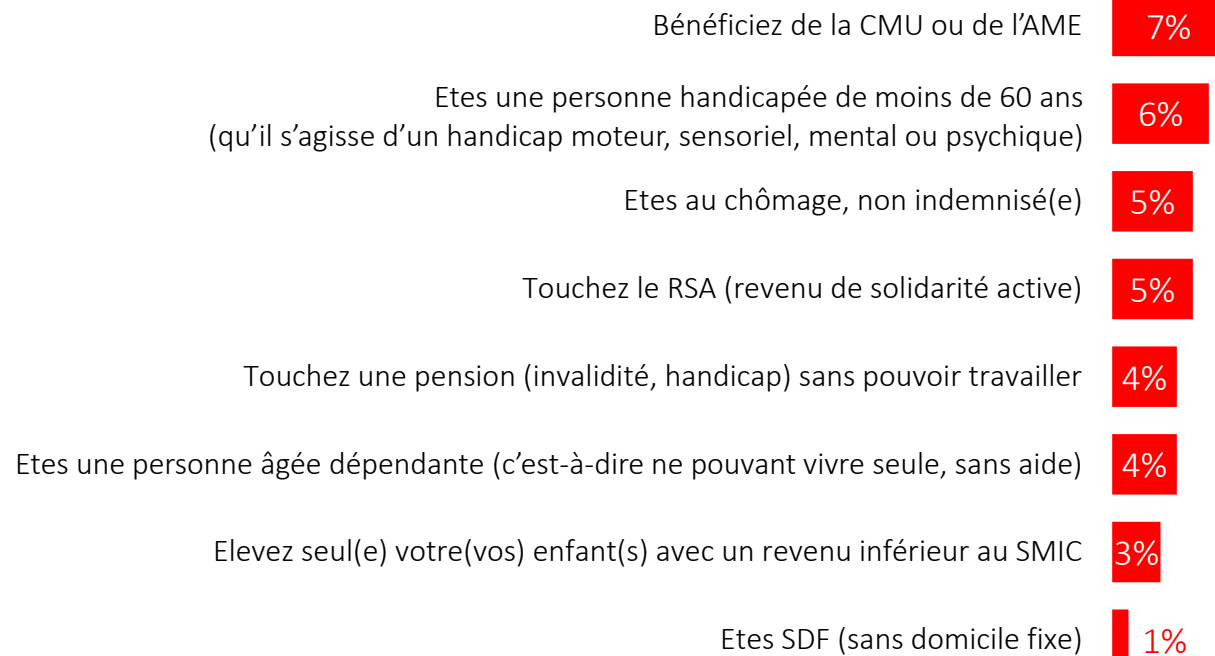 Bénéficiez de la CMU ou de l’AME 7%
Etes une personne handicapée de moins de 60 ans
(qu’il s’agisse d’un handicap moteur, sensoriel, mental ou psychique) 6%
Etes au chômage, non indemnisé(e) 5%
Touchez le RSA (revenu de solidarité active) 5%
Touchez une pension (invalidité, handicap) sans pouvoir travailler 4%
Etes une personne âgée dépendante (c’est-à-dire ne pouvant vivre seule, sans aide) 4%
Elevez seul(e) votre(vos) enfant(s) avec un revenu inférieur au SMIC 3%
Etes SDF (sans domicile fixe) 1%